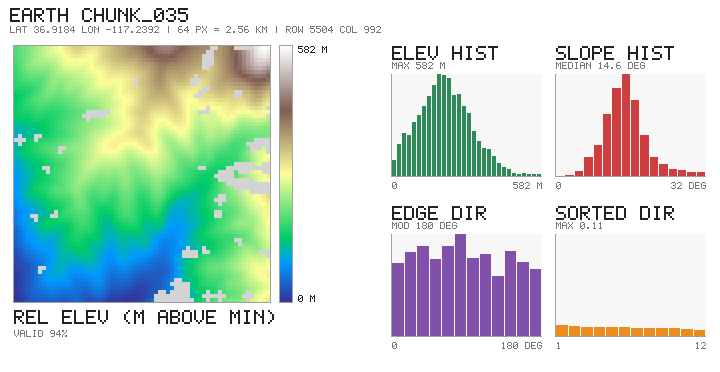 EARTH CHUNK_035
LAT 36.9184 LON -117.2392 | 64 PX = 2.56 KM | ROW 5504 COL 992
582 M
0 M
REL ELEV (M ABOVE MIN)
VALID 94%
ELEV HIST
MAX 582 M
0 582 M
SLOPE HIST
MEDIAN 14.6 DEG
0 32 DEG
EDGE DIR
MOD 180 DEG
0 180 DEG
SORTED DIR
MAX 0.11
1 12